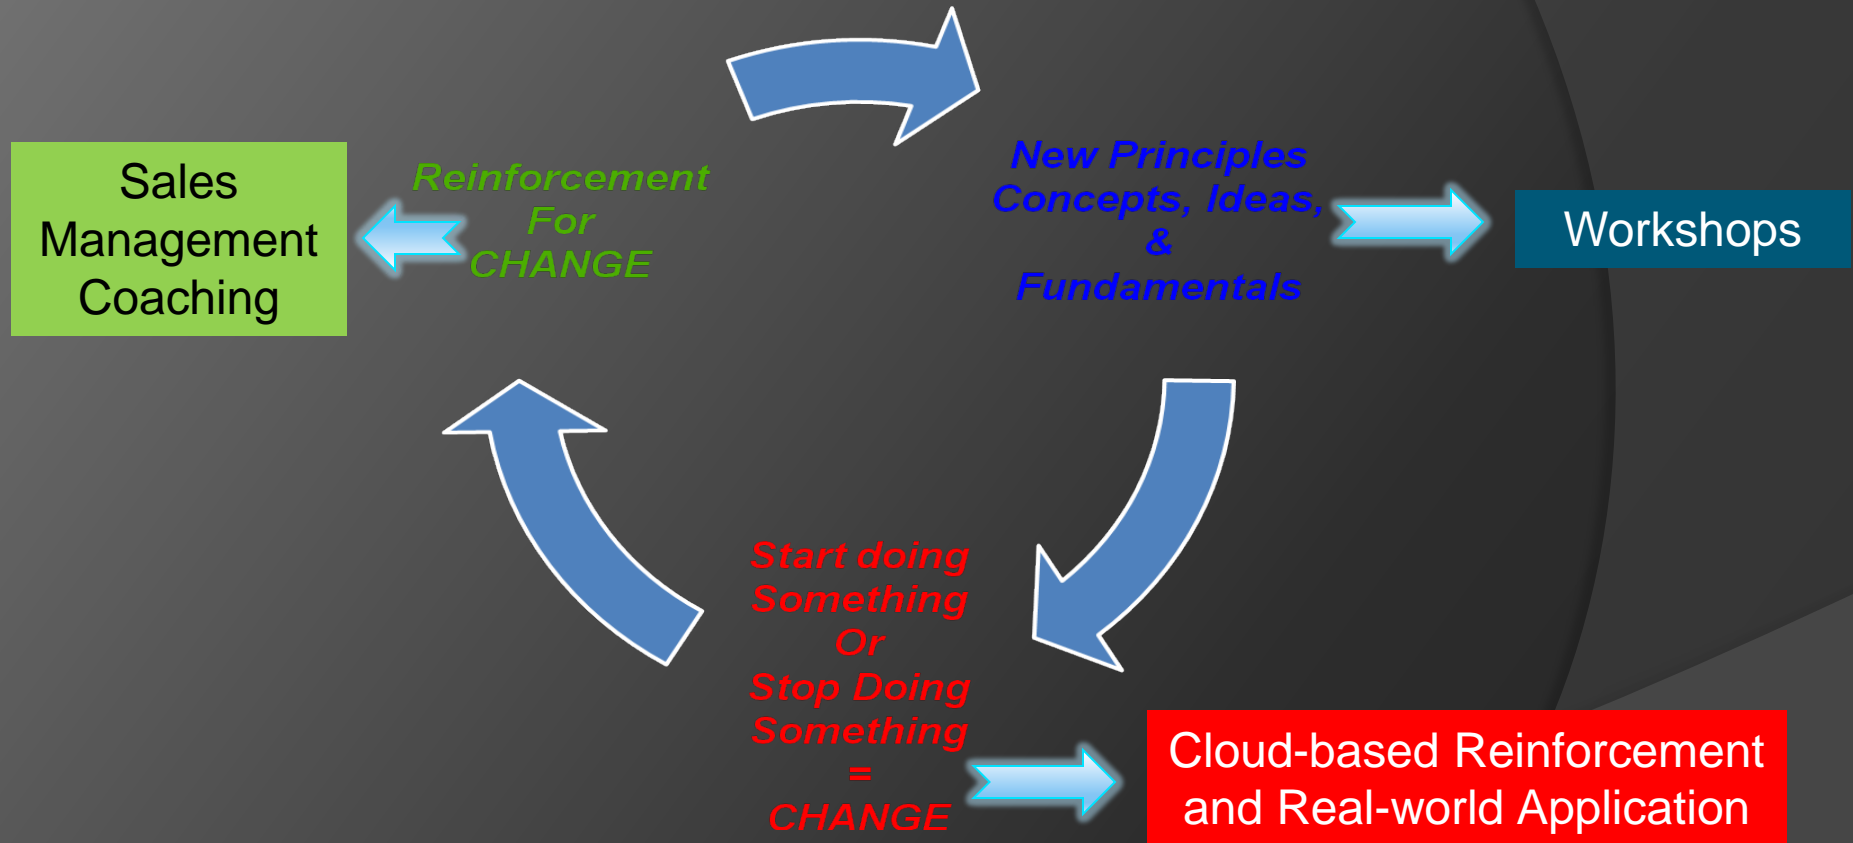 Sales
Management
Coaching
Reinforcement
For
CHANGE
New Principles
Concepts, Ideas,
&
Fundamentals
Workshops
Start doing
Something
Or
Stop Doing
Something
=
CHANGE
Cloud-based Reinforcement
and Real-world Application